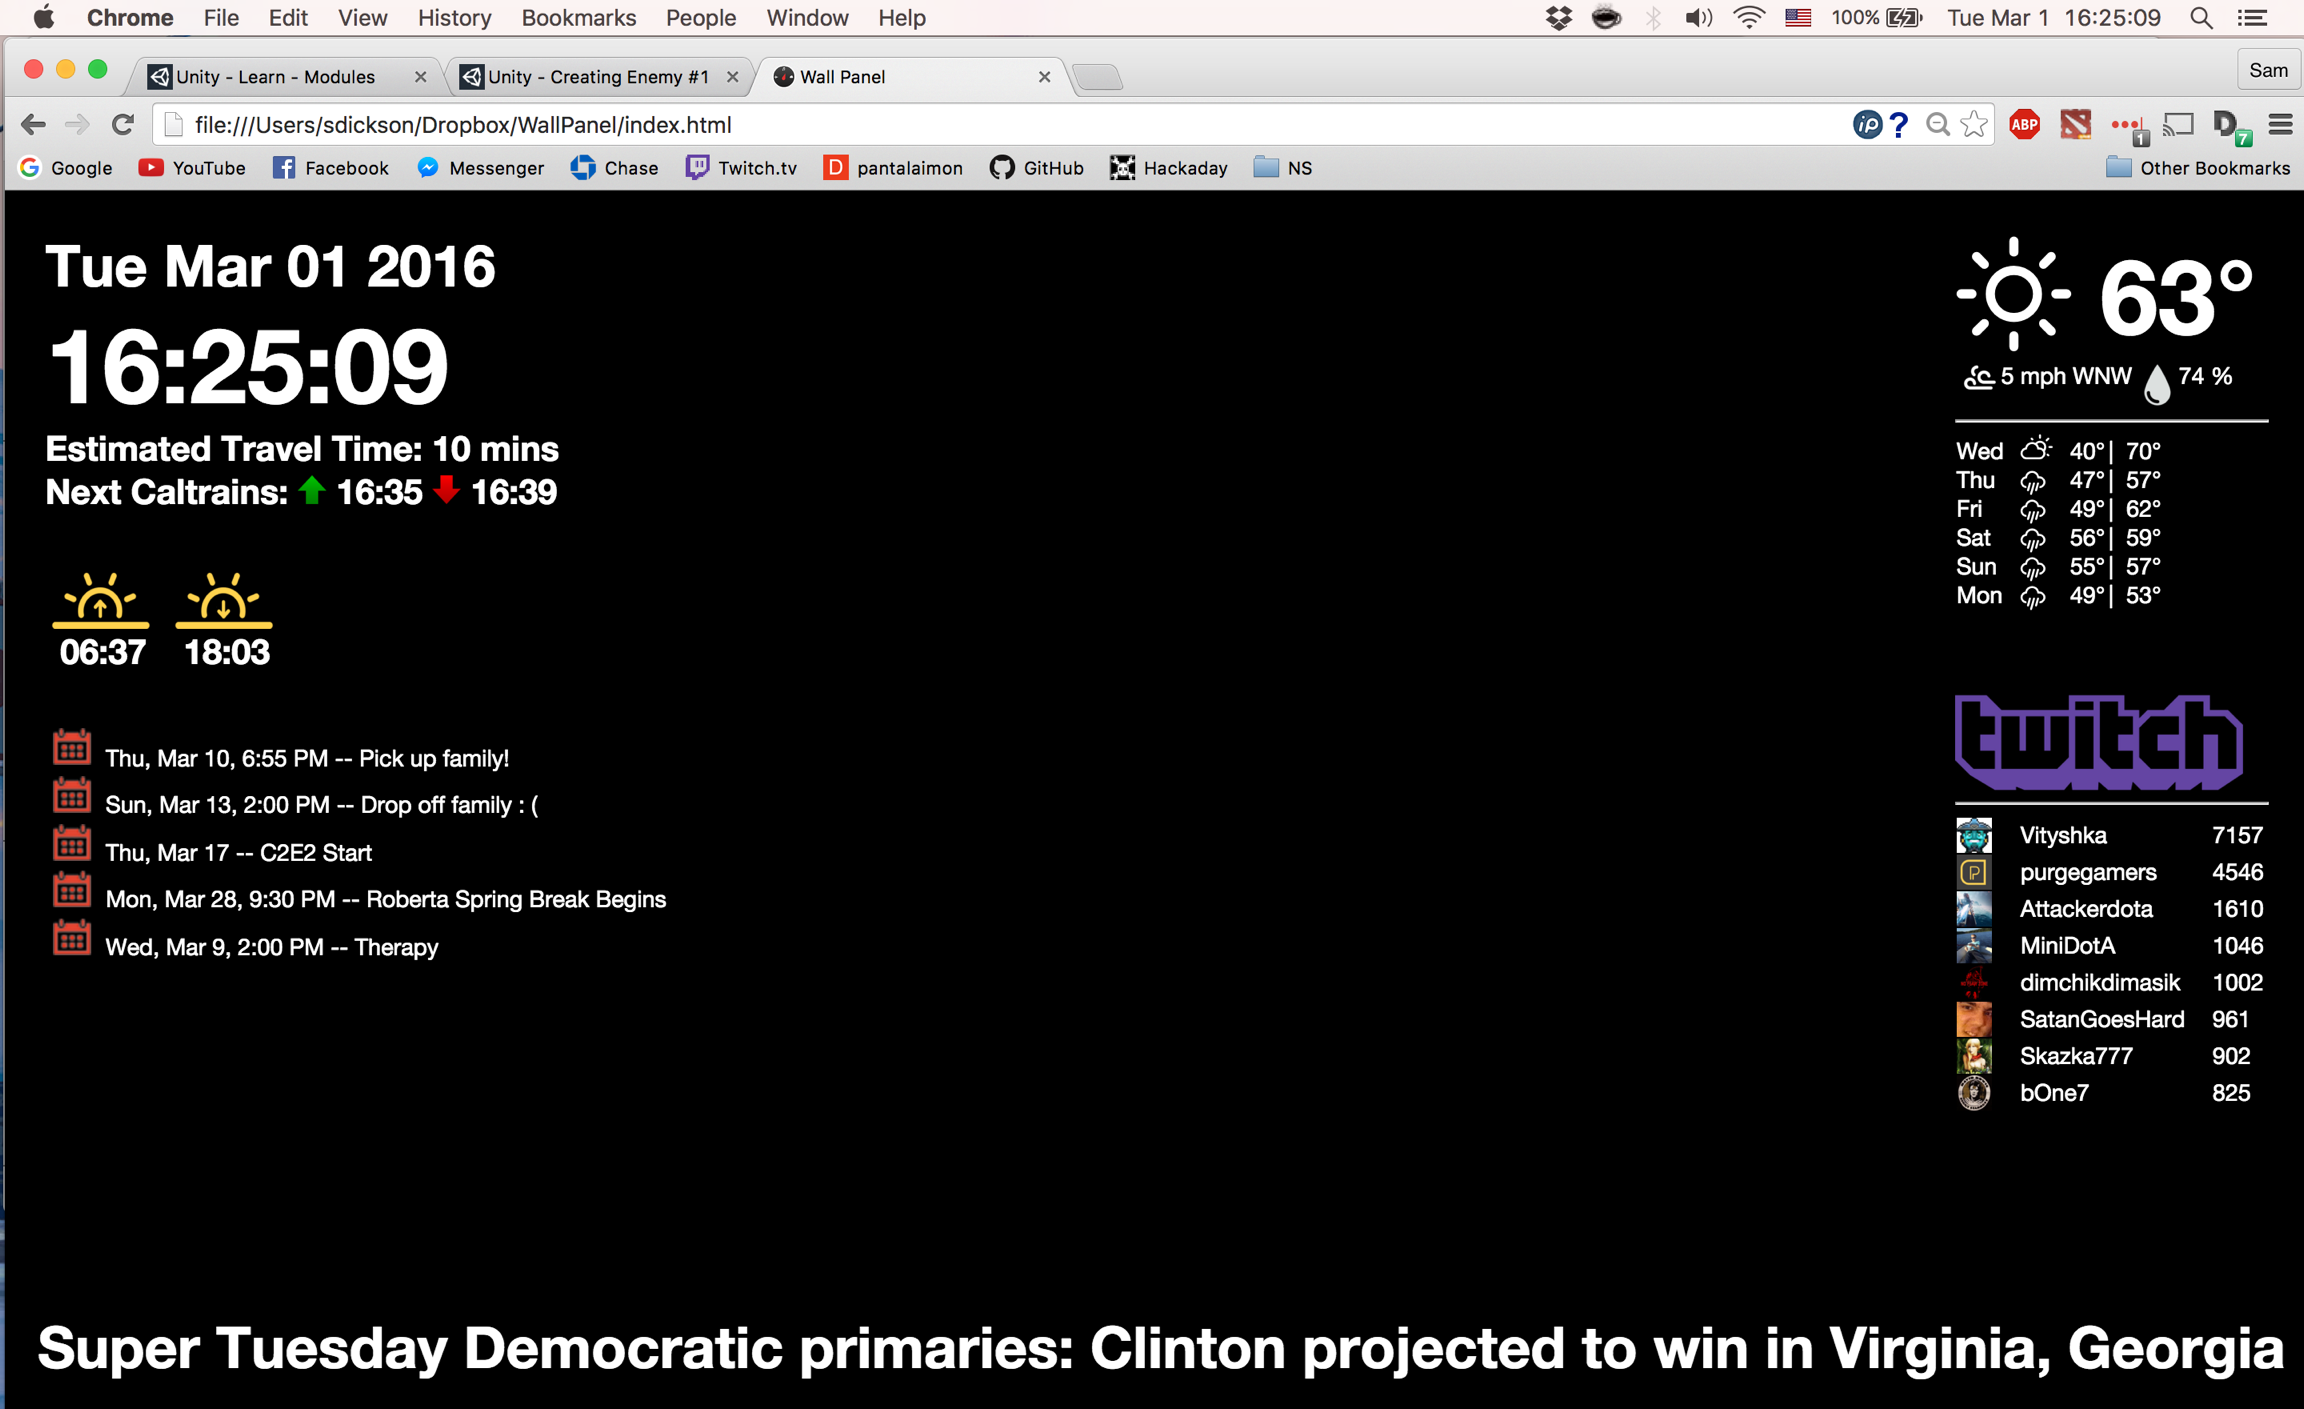 Chrome File Edit View History Bookmarks People Window Help 100% Tue Mar 1 16:25:09
Unity - Learn - Modules Unity - Creating Enemy #1 Wall Panel Sam
file:///Users/sdickson/Dropbox/WallPanel/index.html ip ? ABP 1 7
Google YouTube Facebook Messenger Chase Twitch.tv pantalaimon GitHub Hackaday NS Other Bookmarks
Tue Mar 01 2016
16:25:09
Estimated Travel Time: 10 mins
Next Caltrains: 16:35 16:39
06:37 18:03
Thu, Mar 10, 6:55 PM -- Pick up family!
Sun, Mar 13, 2:00 PM -- Drop off family : (
Thu, Mar 17 -- C2E2 Start
Mon, Mar 28, 9:30 PM -- Roberta Spring Break Begins
Wed, Mar 9, 2:00 PM -- Therapy
63°
5 mph WNW 74 %
Wed 40°| 70°
Thu 47°| 57°
Fri 49°| 62°
Sat 56°| 59°
Sun 55°| 57°
Mon 49°| 53°
twitch
Vityshka 7157
purgegamers 4546
Attackerdota 1610
MiniDotA 1046
dimchikdimasik 1002
SatanGoesHard 961
Skazka777 902
bOne7 825
Super Tuesday Democratic primaries: Clinton projected to win in Virginia, Georgia